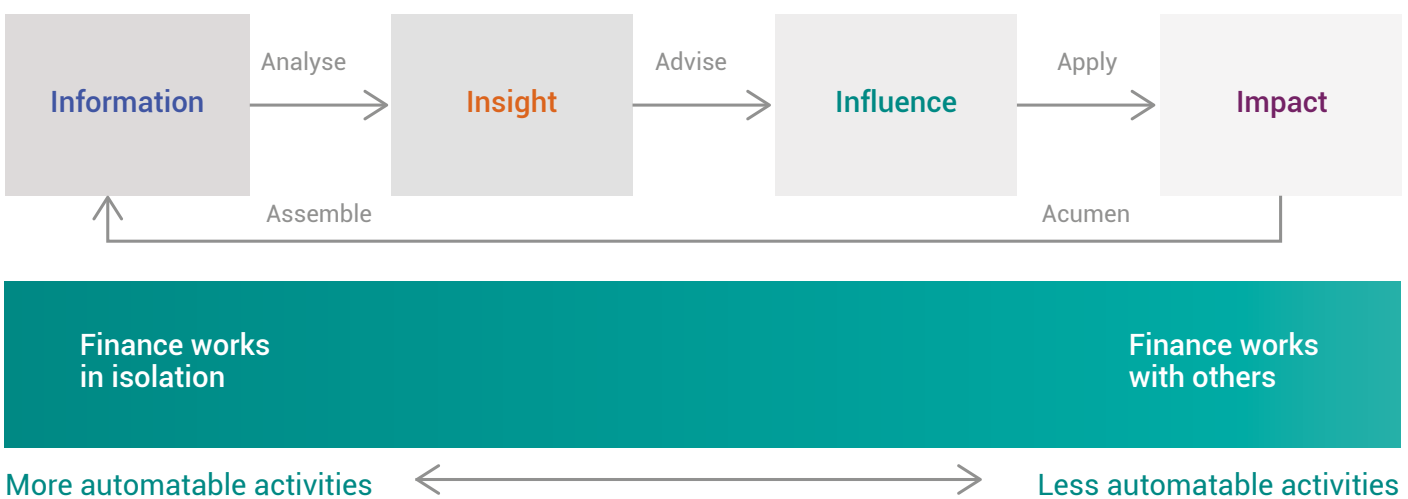 Analyse
Advise
Apply
Information
Insight
Influence
Impact
Assemble
Acumen
Finance works
in isolation
Finance works
with others
More automatable activities
Less automatable activities